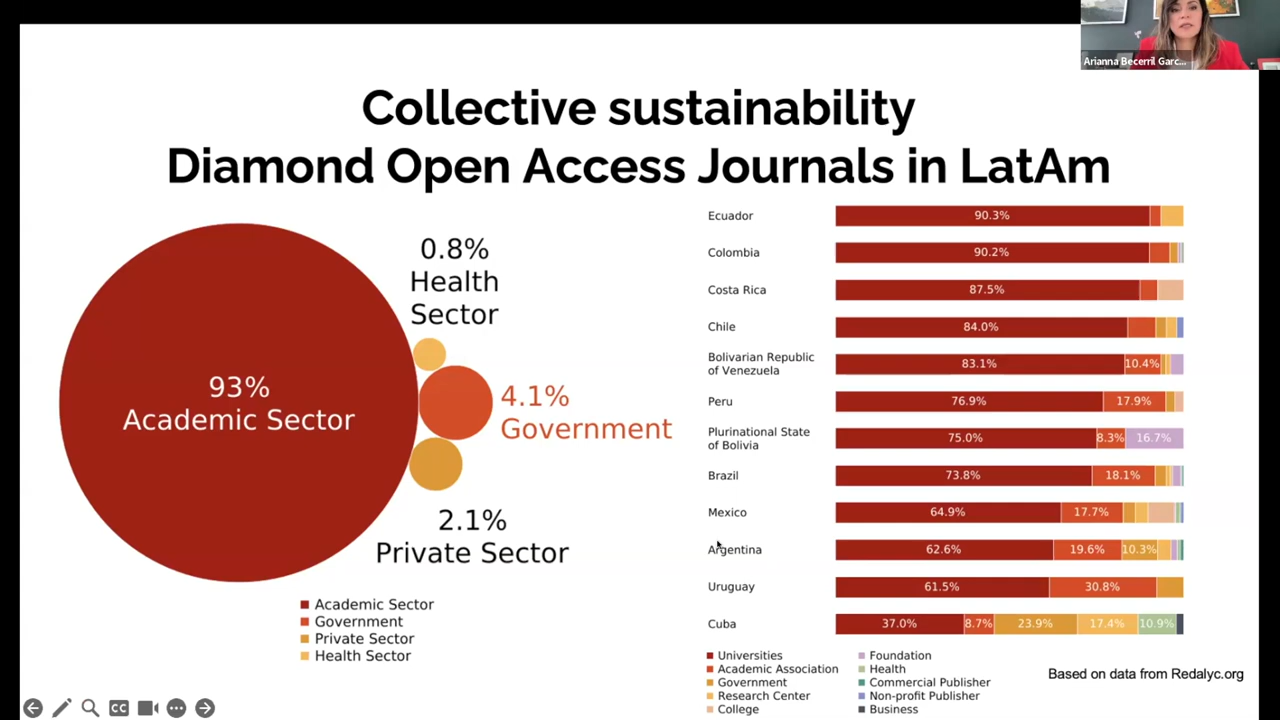 Arianna Becerril Garc...
Collective sustainability
Diamond Open Access Journals in LatAm
93%
Academic Sector
0.8%
Health
Sector
4.1%
Government
2.1%
Private Sector
Academic Sector
Government
Private Sector
Health Sector
Ecuador 90.3%
Colombia 90.2%
Costa Rica 87.5%
Chile 84.0%
Bolivarian Republic
of Venezuela 83.1% 10.4%
Peru 76.9% 17.9%
Plurinational State
of Bolivia 75.0% 8.3% 16.7%
Brazil 73.8% 18.1%
Mexico 64.9% 17.7%
Argentina 62.6% 19.6% 10.3%
Uruguay 61.5% 30.8%
Cuba 37.0% 8.7% 23.9% 17.4% 10.9%
Universities
Academic Association
Government
Research Center
College
Foundation
Health
Commercial Publisher
Non-profit Publisher
Business
Based on data from Redalyc.org
CC